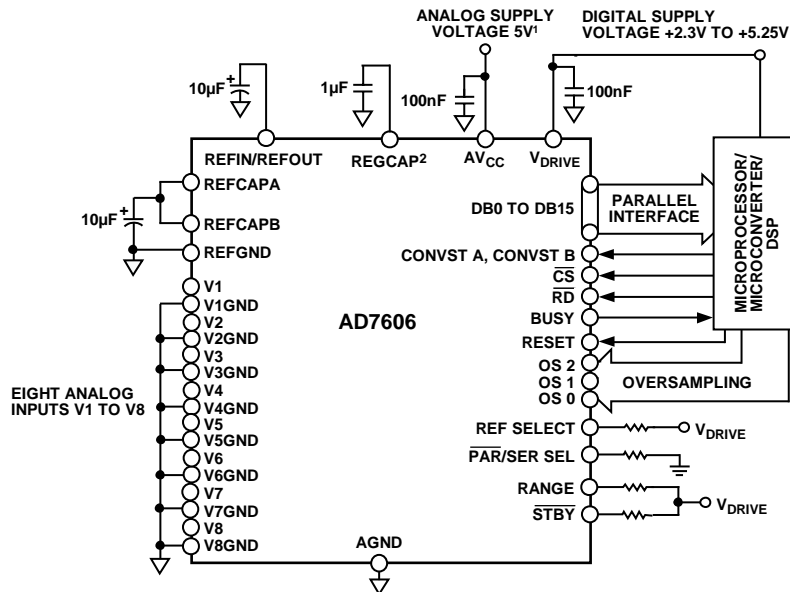 ANALOG SUPPLY
VOLTAGE 5V¹
DIGITAL SUPPLY
VOLTAGE +2.3V TO +5.25V
10µF
+
1µF
100nF
100nF
REFIN/REFOUT
REGCAP²
AVCC
VDRIVE
REFCAPA
10µF
+
REFCAPB
REFGND
DB0 TO DB15
PARALLEL
INTERFACE
MICROPROCESSOR/
MICROCONVERTER/
DSP
CONVST A, CONVST B
CS
RD
BUSY
RESET
OS 2
OS 1
OS 0
OVERSAMPLING
AD7606
V1
V1GND
V2
V2GND
V3
V3GND
V4
V4GND
V5
V5GND
V6
V6GND
V7
V7GND
V8
V8GND
EIGHT ANALOG
INPUTS V1 TO V8
REF SELECT
VDRIVE
PAR/SER SEL
RANGE
STBY
VDRIVE
AGND